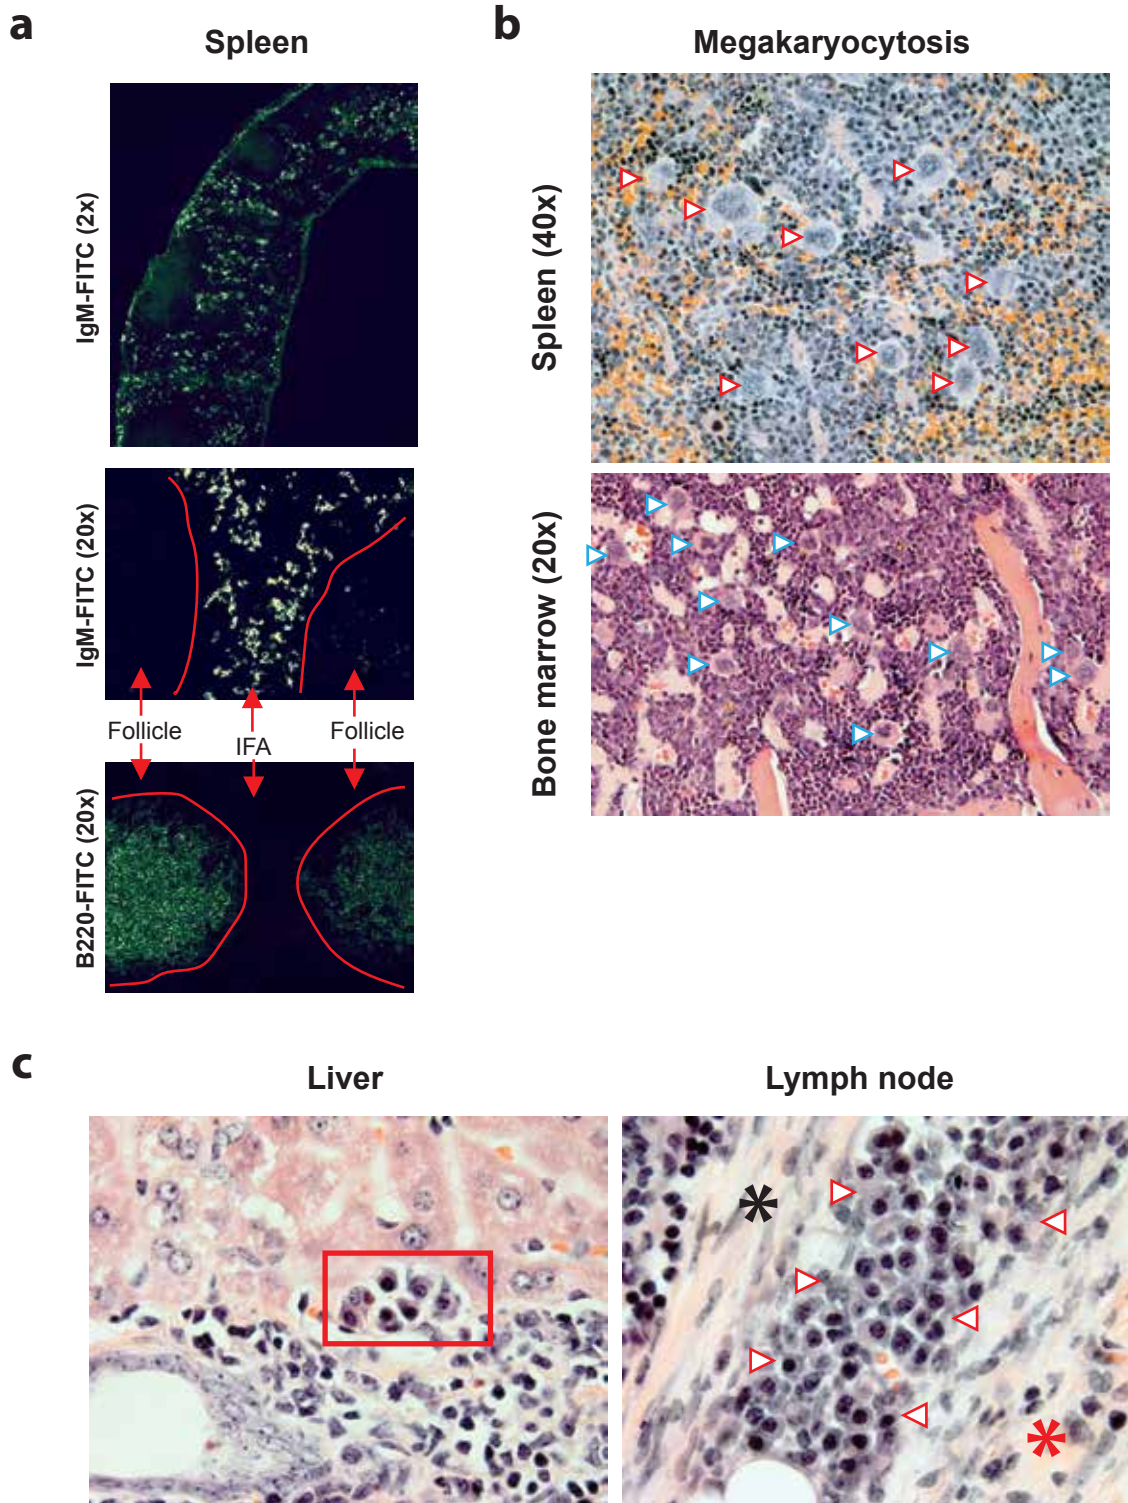 a
Spleen
IgM-FITC (2x)
IgM-FITC (20x)
Follicle
IFA
Follicle
B220-FITC (20x)
b
Megakaryocytosis
Spleen (40x)
Bone marrow (20x)
c
Liver
Lymph node
*
*